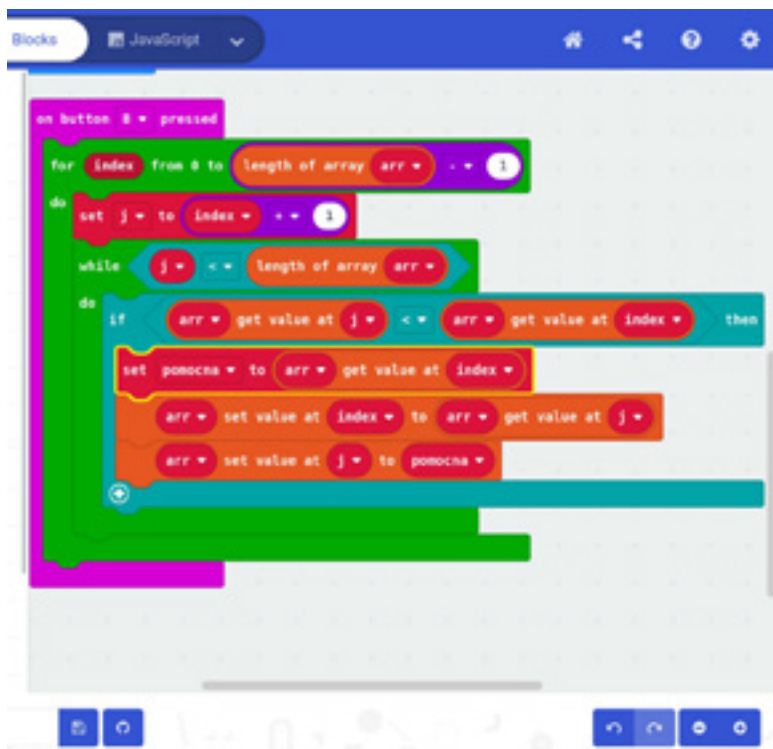 Blocks JavaScript
on button B pressed
for index from 0 to length of array arr - 1
do
set j to index + 1
while j < length of array arr
do
if arr get value at j < arr get value at index then
set pomocna to arr get value at index
arr set value at index to arr get value at j
arr set value at j to pomocna